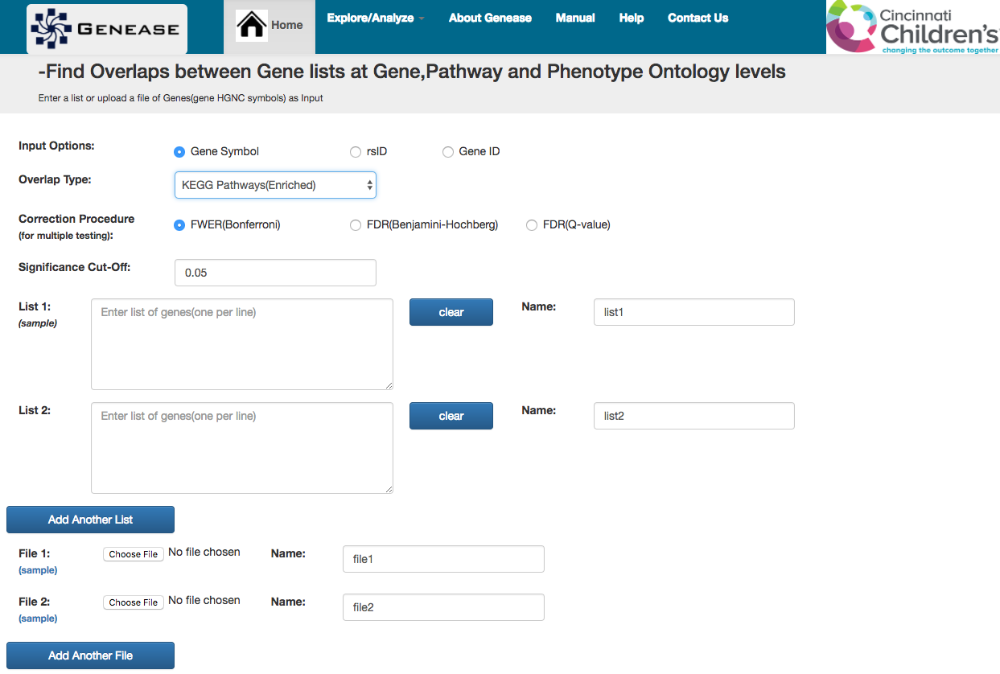 GENEASE
Home
Explore/Analyze
About Genease
Manual
Help
Contact Us
Cincinnati
Children's
changing the outcome together
-Find Overlaps between Gene lists at Gene,Pathway and Phenotype Ontology levels
Enter a list or upload a file of Genes(gene HGNC symbols) as Input
Input Options:
Gene Symbol
rsID
Gene ID
Overlap Type:
KEGG Pathways(Enriched)
Correction Procedure
(for multiple testing):
FWER(Bonferroni)
FDR(Benjamini-Hochberg)
FDR(Q-value)
Significance Cut-Off:
0.05
List 1:
(sample)
Enter list of genes(one per line)
clear
Name:
list1
List 2:
Enter list of genes(one per line)
clear
Name:
list2
Add Another List
File 1:
(sample)
Choose File
No file chosen
Name:
file1
File 2:
(sample)
Choose File
No file chosen
Name:
file2
Add Another File